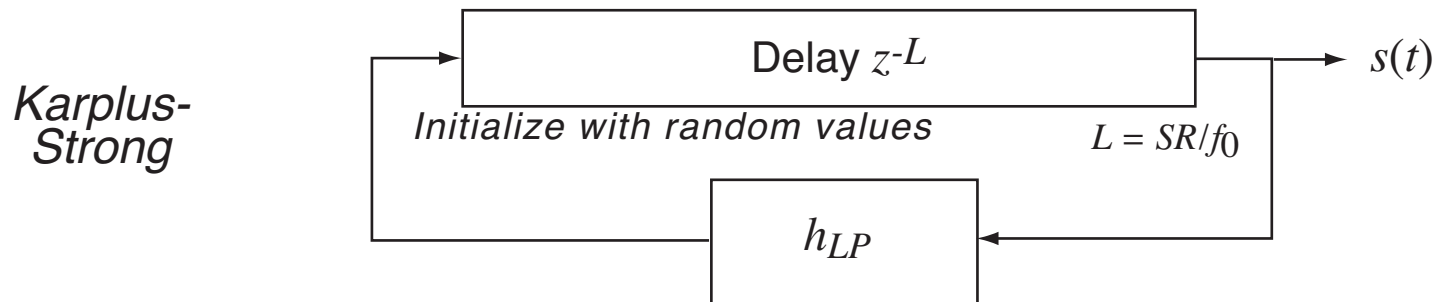 Delay z-L
s(t)
Karplus-
Strong
Initialize with random values
L = SR/f0
hLP